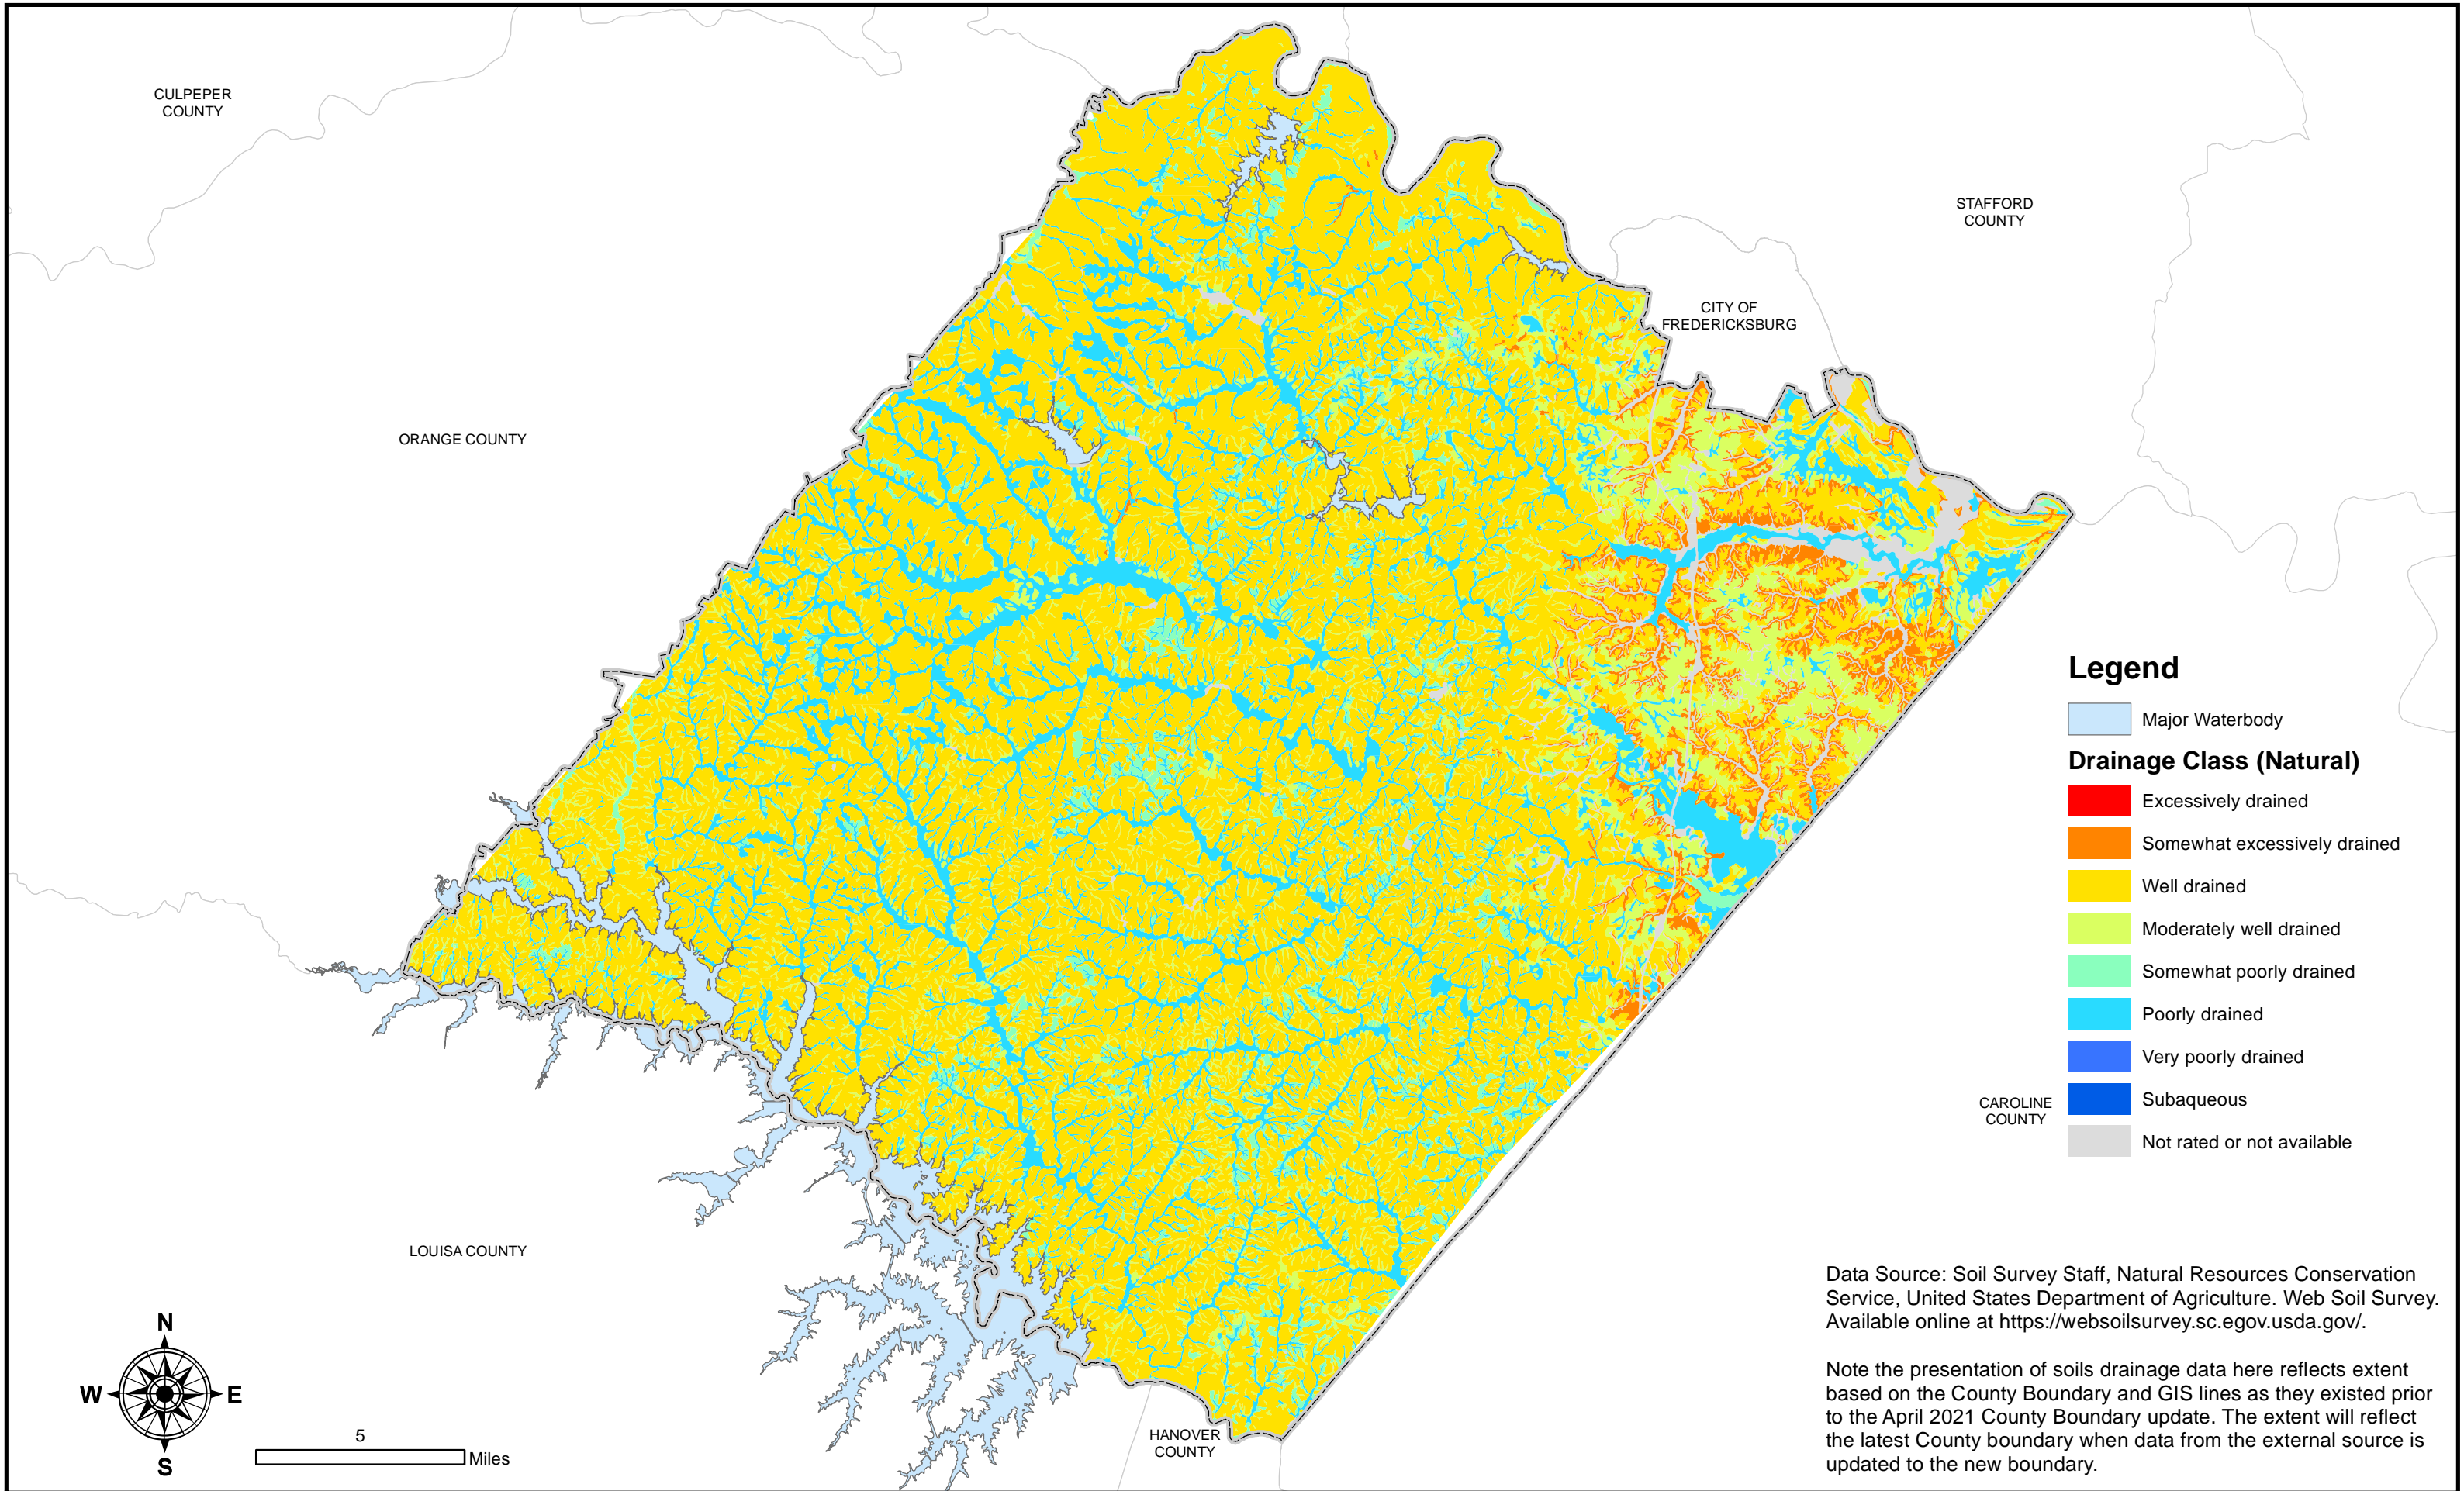 CULPEPER
COUNTY
STAFFORD
COUNTY
CITY OF
FREDERICKSBURG
ORANGE COUNTY
Legend
Major Waterbody
Drainage Class (Natural)
Excessively drained
Somewhat excessively drained
Well drained
Moderately well drained
Somewhat poorly drained
Poorly drained
Very poorly drained
Subaqueous
Not rated or not available
CAROLINE
COUNTY
LOUISA COUNTY
HANOVER
COUNTY
N
W
E
S
5
Miles
Data Source: Soil Survey Staff, Natural Resources Conservation
Service, United States Department of Agriculture. Web Soil Survey.
Available online at https://websoilsurvey.sc.egov.usda.gov/.
Note the presentation of soils drainage data here reflects extent
based on the County Boundary and GIS lines as they existed prior
to the April 2021 County Boundary update. The extent will reflect
the latest County boundary when data from the external source is
updated to the new boundary.